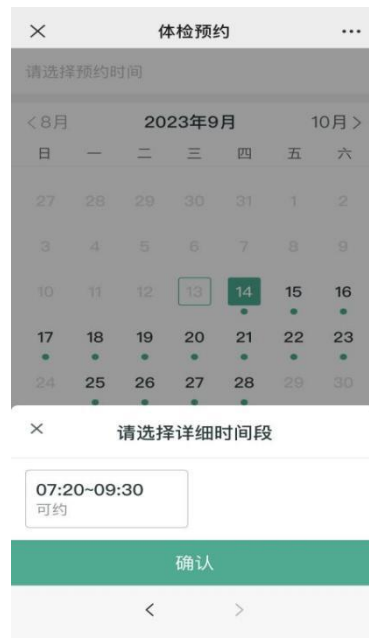 体检预约
请选择预约时间
<8月 2023年9月 10月>
日 一 二 三 四 五 六
27 28 29 30 31 1 2
3 4 5 6 7 8 9
10 11 12 13 14 15 16
17 18 19 20 21 22 23
24 25 26 27 28 29 30
请选择详细时间段
07:20~09:30
可约
确认